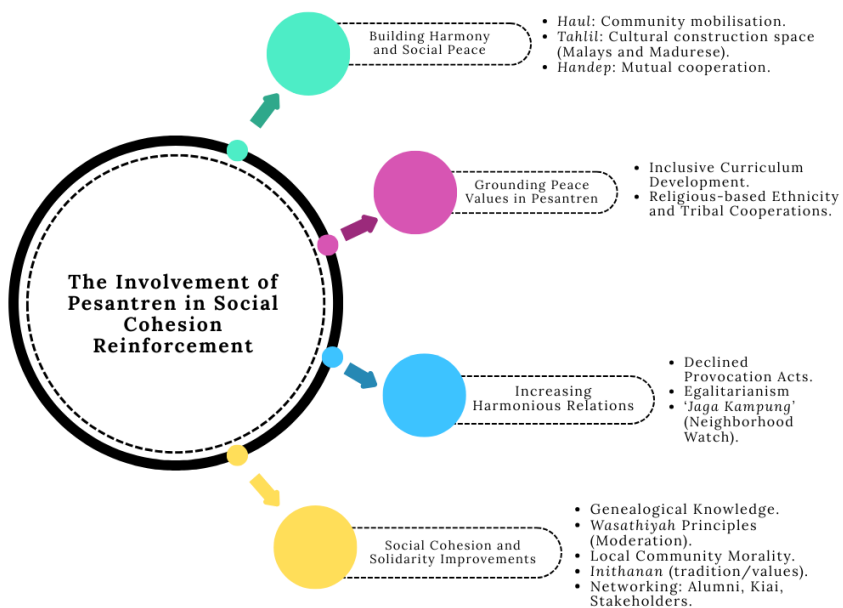 The Involvement of
Pesantren in Social
Cohesion
Reinforcement
Building Harmony
and Social Peace
• Haul: Community mobilisation.
• Tahlil: Cultural construction space
(Malays and Madurese).
• Handep: Mutual cooperation.
Grounding Peace
Values in Pesantren
• Inclusive Curriculum
Development.
• Religious-based Ethnicity
and Tribal Cooperations.
Increasing
Harmonious Relations
• Declined
Provocation Acts.
• Egalitarianism
• ‘Jaga Kampung’
(Neighborhood
Watch).
Social Cohesion and
Solidarity Improvements
• Genealogical Knowledge.
• Wasathiyah Principles
(Moderation).
• Local Community Morality.
• Inithanan (tradition/values).
• Networking: Alumni, Kiai,
Stakeholders.